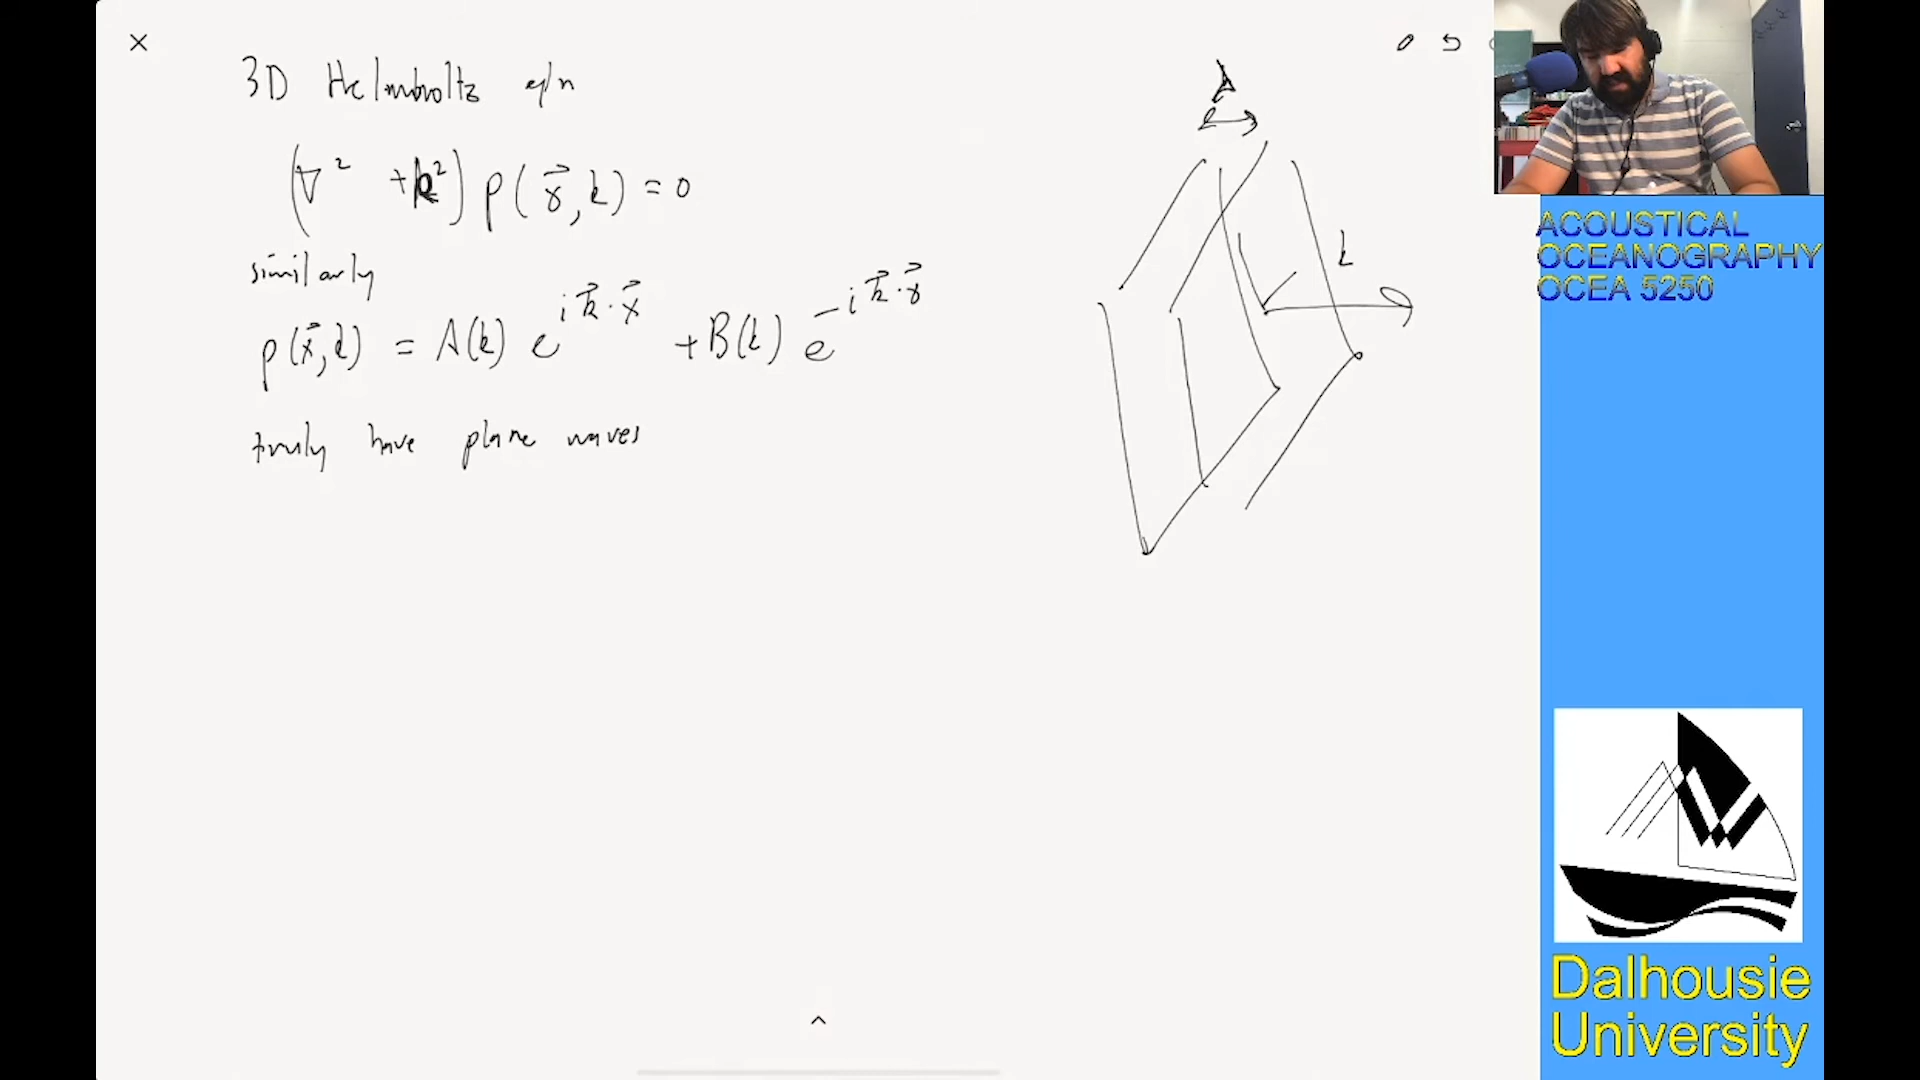 3D Helmholtz eq/n
(∇² + k²) p(r⃗, k) = 0
similarly
p(x⃗, k) = A(k) e^{i k⃗·x⃗} + B(k) e^{-i k⃗·r⃗}
truly have plane waves
k
ACOUSTICAL
OCEANOGRAPHY
OCEA 5250
Dalhousie
University